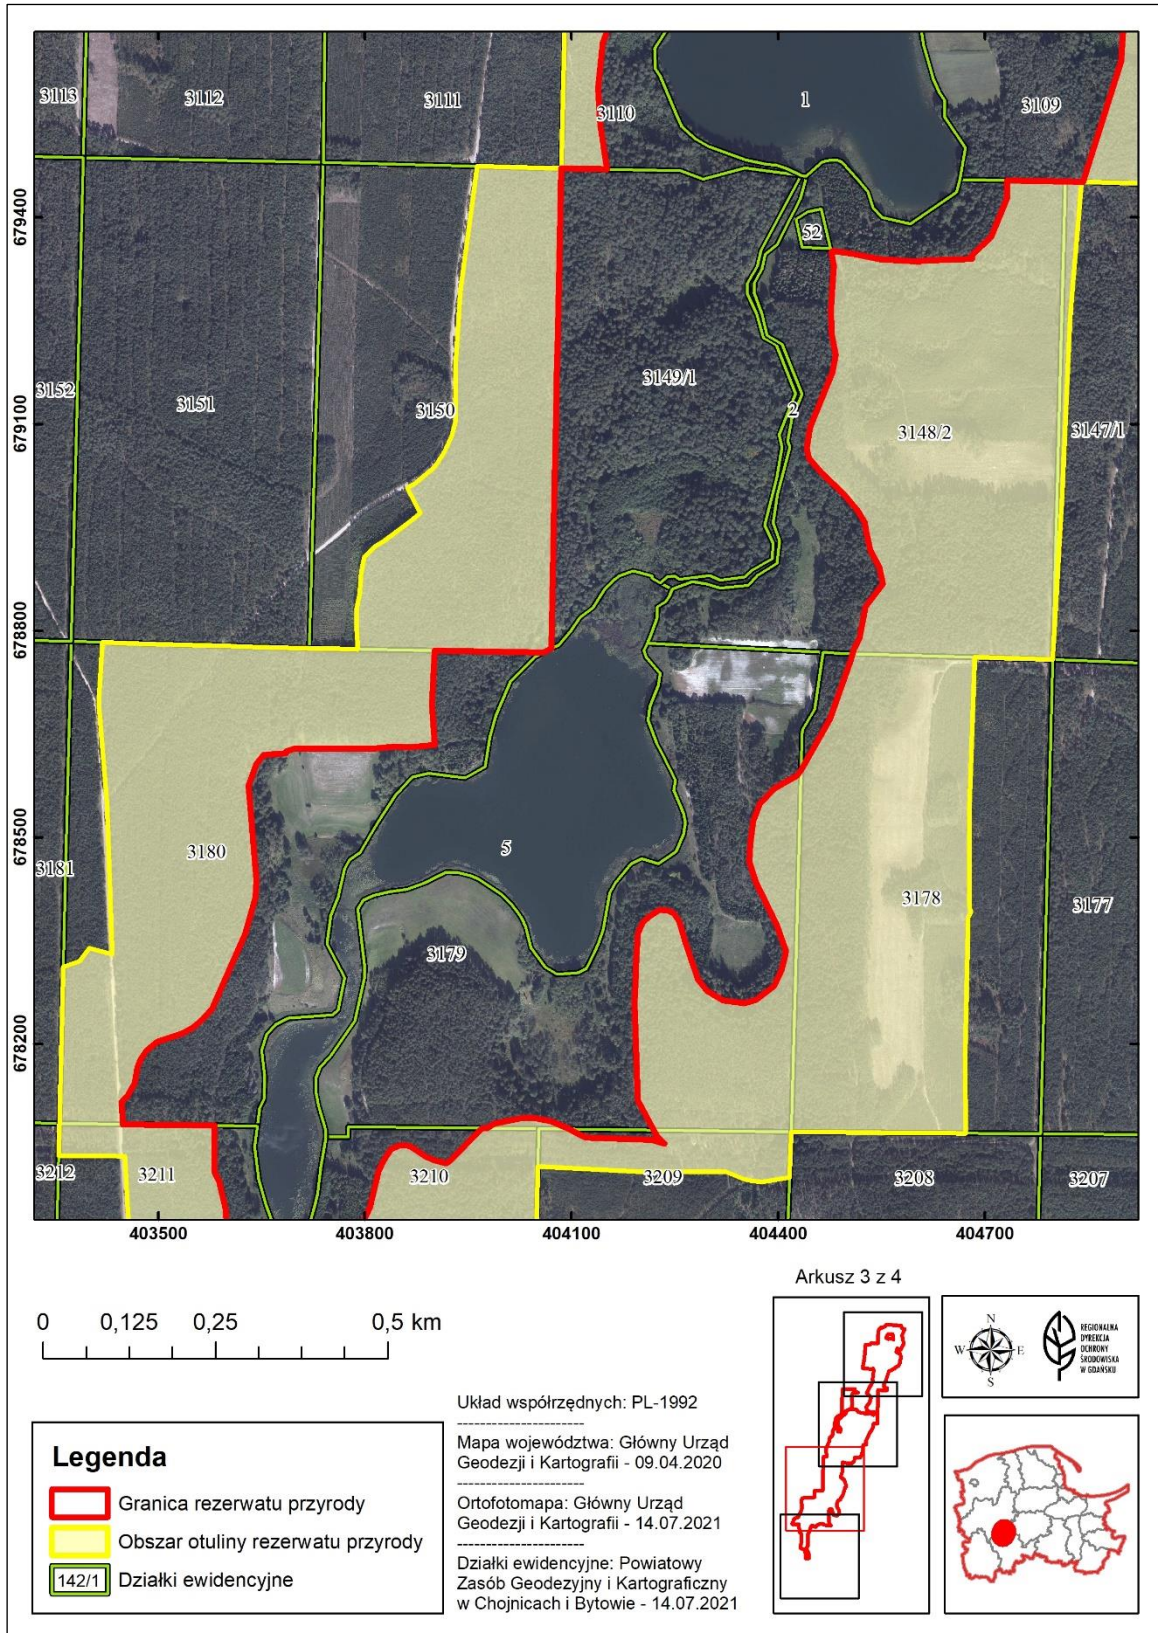 3113
3112
3111
3110
1
3109
52
3152
3151
3150
3149/1
2
3148/2
3147/1
3181
3180
5
3179
3178
3177
3212
3211
3210
3209
3208
3207
679400
679100
678800
678500
678200
403500
403800
404100
404400
404700
0 0,125 0,25 0,5 km
Arkusz 3 z 4
N
W E
S
REGIONALNA
DYREKCJA
OCHRONY
ŚRODOWISKA
W GDAŃSKU
Układ współrzędnych: PL-1992
----------------------
Mapa województwa: Główny Urząd
Geodezji i Kartografii - 09.04.2020
----------------------
Ortofotomapa: Główny Urząd
Geodezji i Kartografii - 14.07.2021
----------------------
Działki ewidencyjne: Powiatowy
Zasób Geodezyjny i Kartograficzny
w Chojnicach i Bytowie - 14.07.2021
Legenda
Granica rezerwatu przyrody
Obszar otuliny rezerwatu przyrody
142/1 Działki ewidencyjne